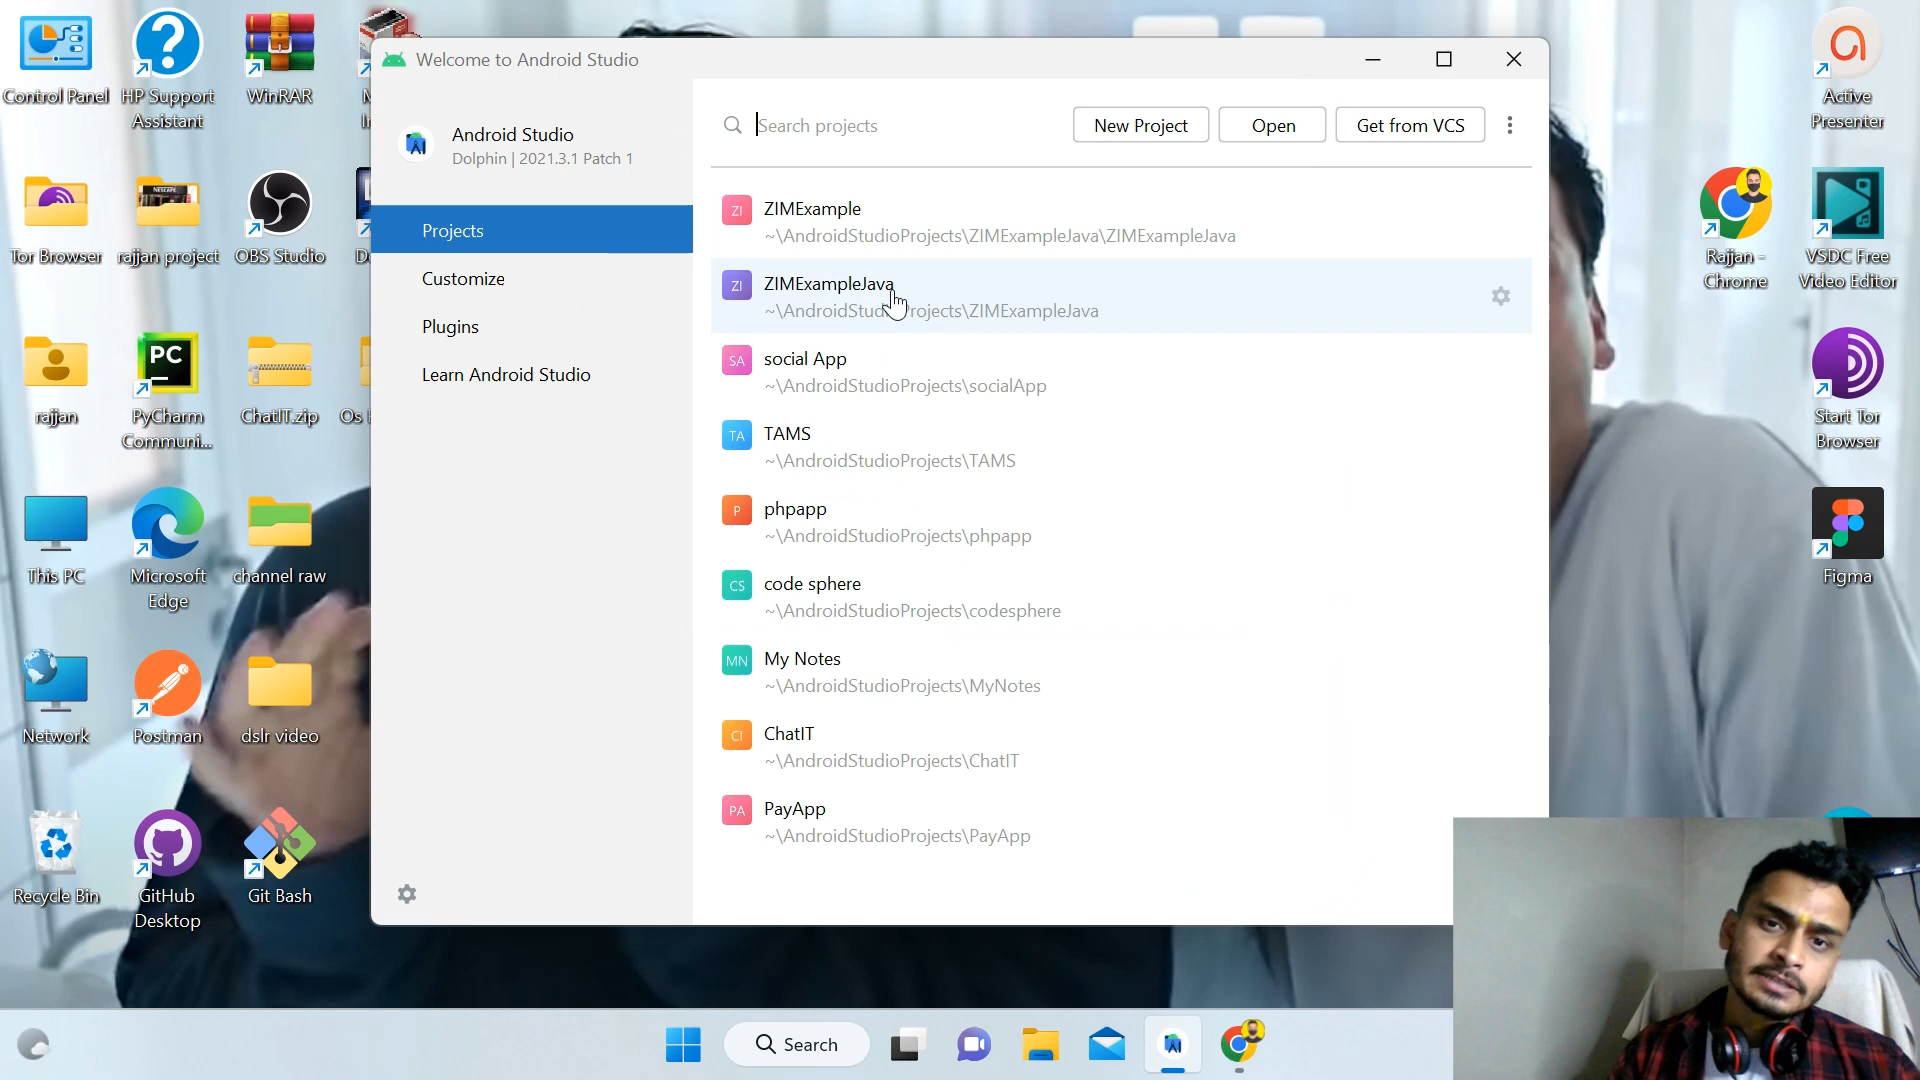 Control Panel
HP Support
Assistant
WinRAR
Tor Browser
rajjan project
OBS Studio
rajjan
PyCharm
Communi...
ChatIT.zip
This PC
Microsoft
Edge
channel raw
Network
Postman
dslr video
Recycle Bin
GitHub
Desktop
Git Bash
Welcome to Android Studio
Android Studio
Dolphin | 2021.3.1 Patch 1
Projects
Customize
Plugins
Learn Android Studio
Search projects
New Project
Open
Get from VCS
ZI
ZIMExample
~\AndroidStudioProjects\ZIMExampleJava\ZIMExampleJava
ZI
ZIMExampleJava
~\AndroidStudioProjects\ZIMExampleJava
SA
social App
~\AndroidStudioProjects\socialApp
TA
TAMS
~\AndroidStudioProjects\TAMS
P
phpapp
~\AndroidStudioProjects\phpapp
CS
code sphere
~\AndroidStudioProjects\codesphere
MN
My Notes
~\AndroidStudioProjects\MyNotes
CI
ChatIT
~\AndroidStudioProjects\ChatIT
PA
PayApp
~\AndroidStudioProjects\PayApp
Active
Presenter
Rajjan -
Chrome
VSDC Free
Video Editor
Start Tor
Browser
Figma
PC
Search